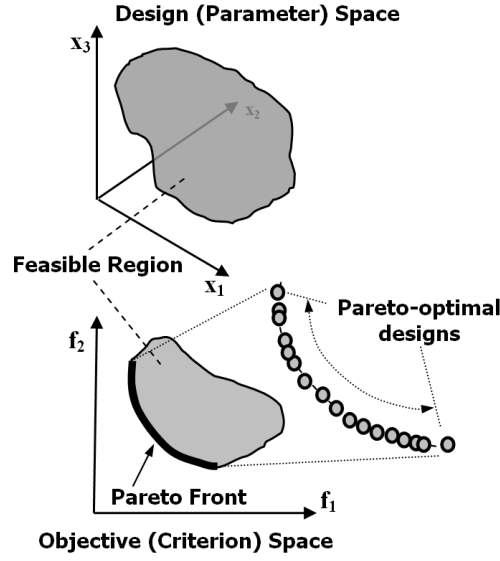 Design (Parameter) Space
x3
x2
Feasible Region
x1
Pareto-optimal
designs
f2
Pareto Front
f1
Objective (Criterion) Space